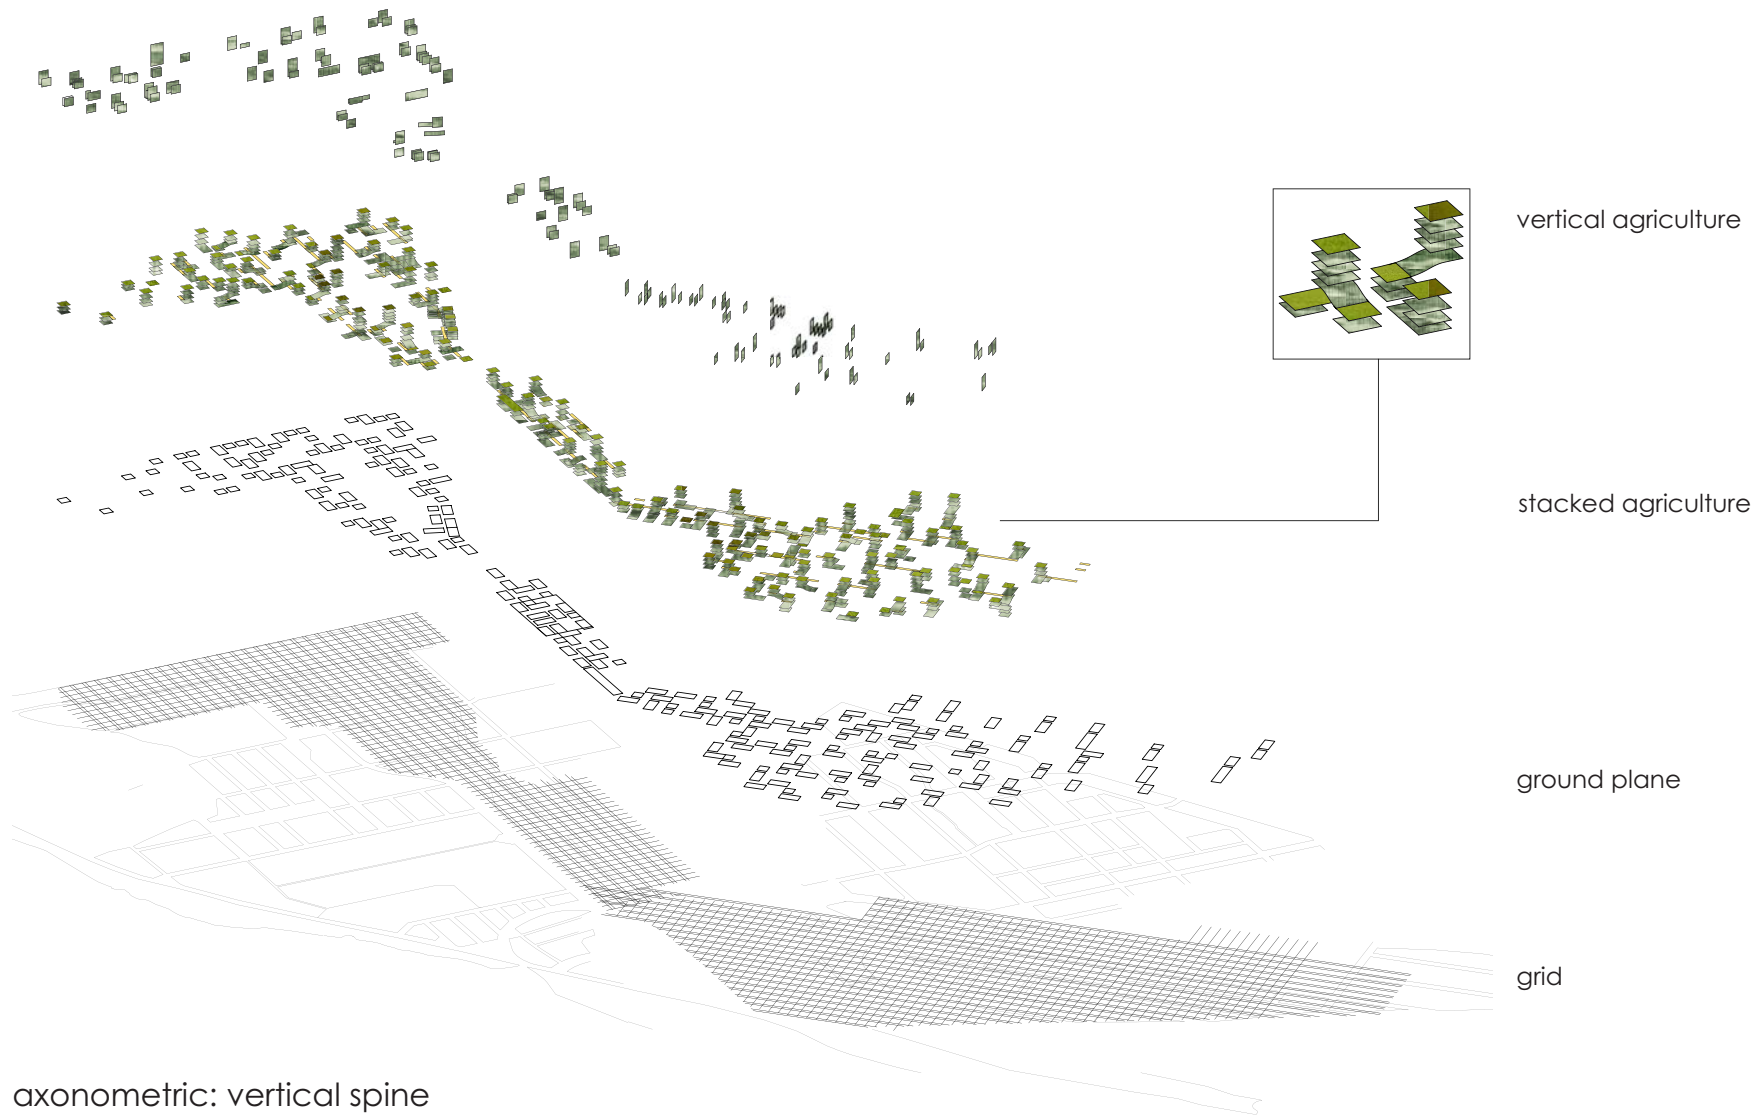 vertical agriculture
stacked agriculture
ground plane
grid
axonometric: vertical spine